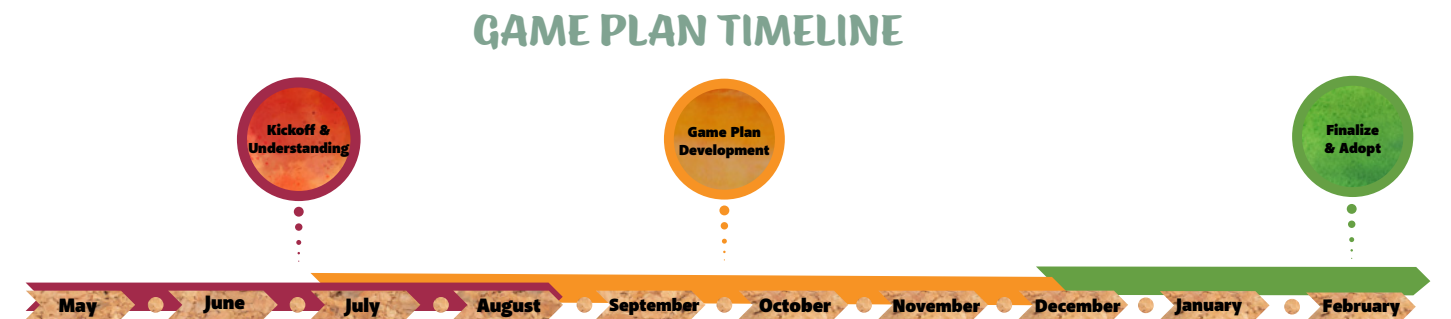 GAME PLAN TIMELINE
Kickoff &
Understanding
Game Plan
Development
Finalize
& Adopt
May June July August September October November December January February